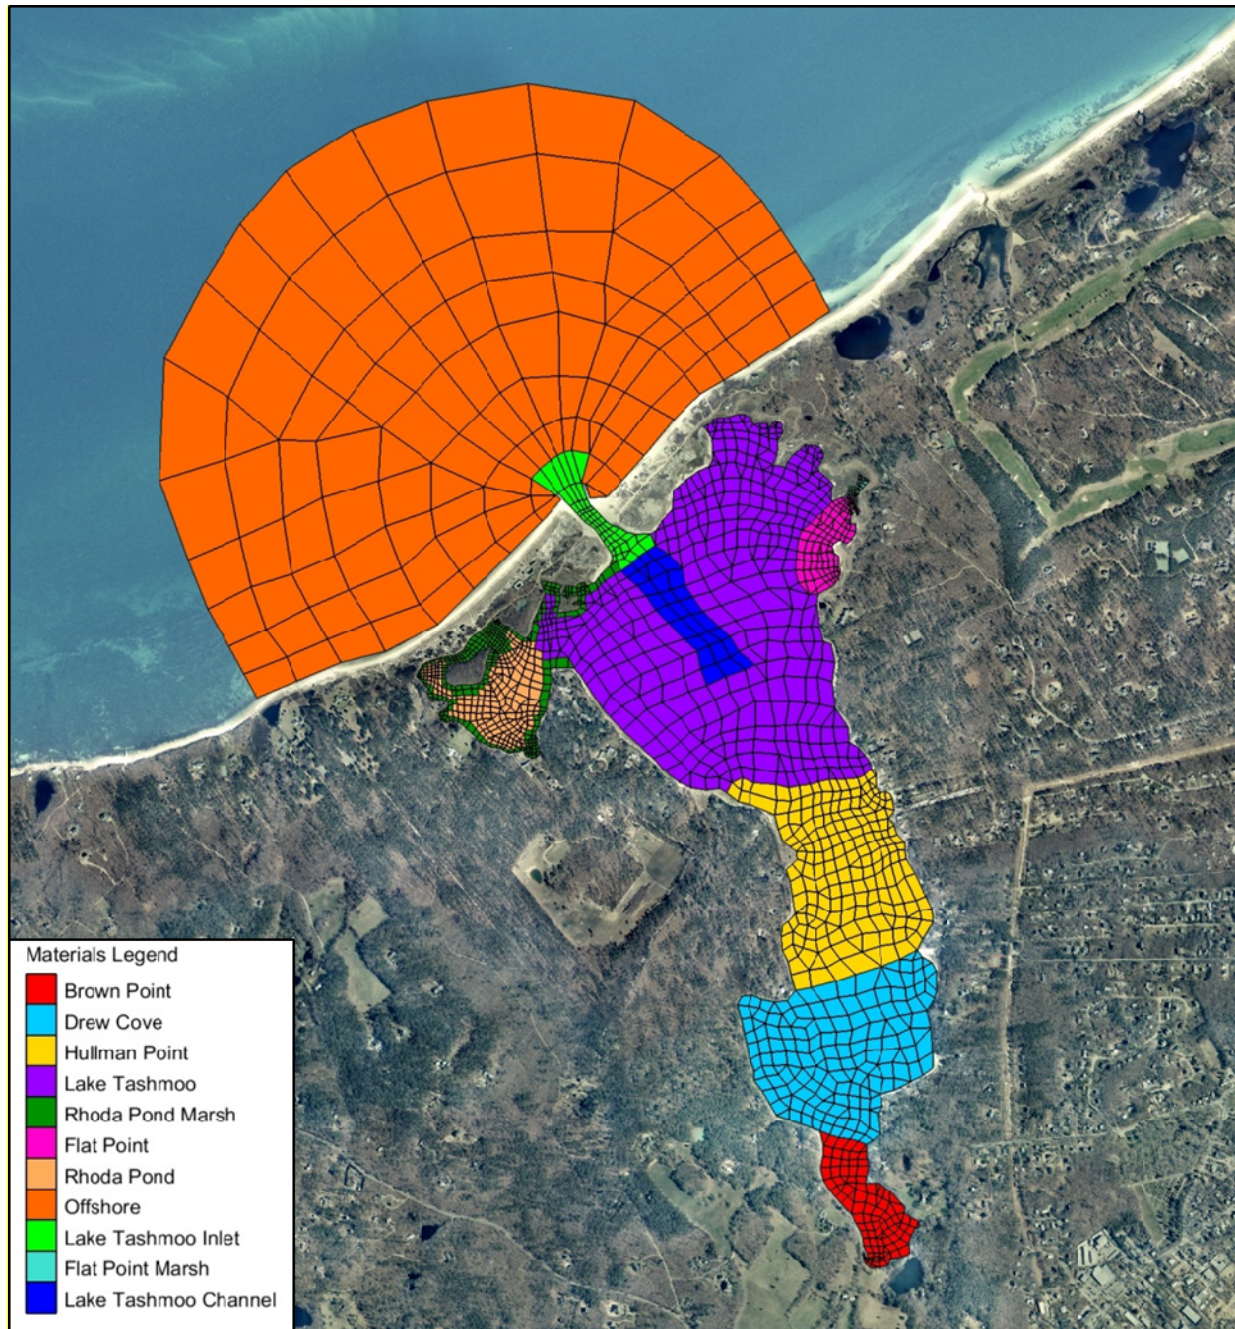 Materials Legend
Brown Point
Drew Cove
Hullman Point
Lake Tashmoo
Rhoda Pond Marsh
Flat Point
Rhoda Pond
Offshore
Lake Tashmoo Inlet
Flat Point Marsh
Lake Tashmoo Channel